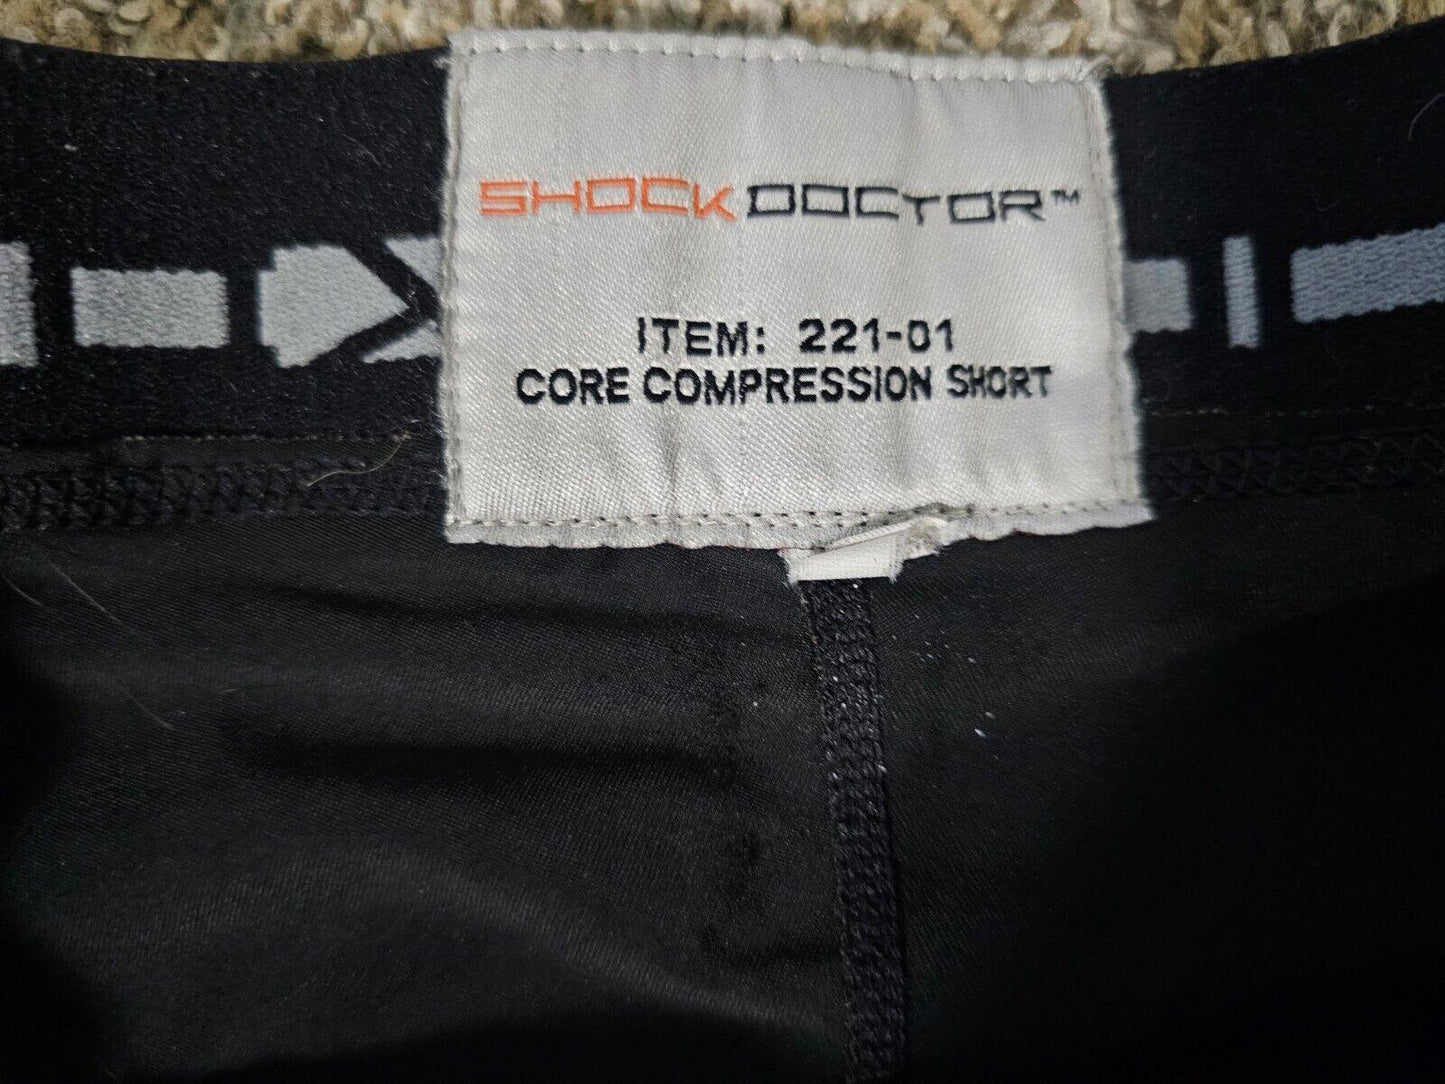 SHOCK DOCTOR™
ITEM: 221-01
CORE COMPRESSION SHORT